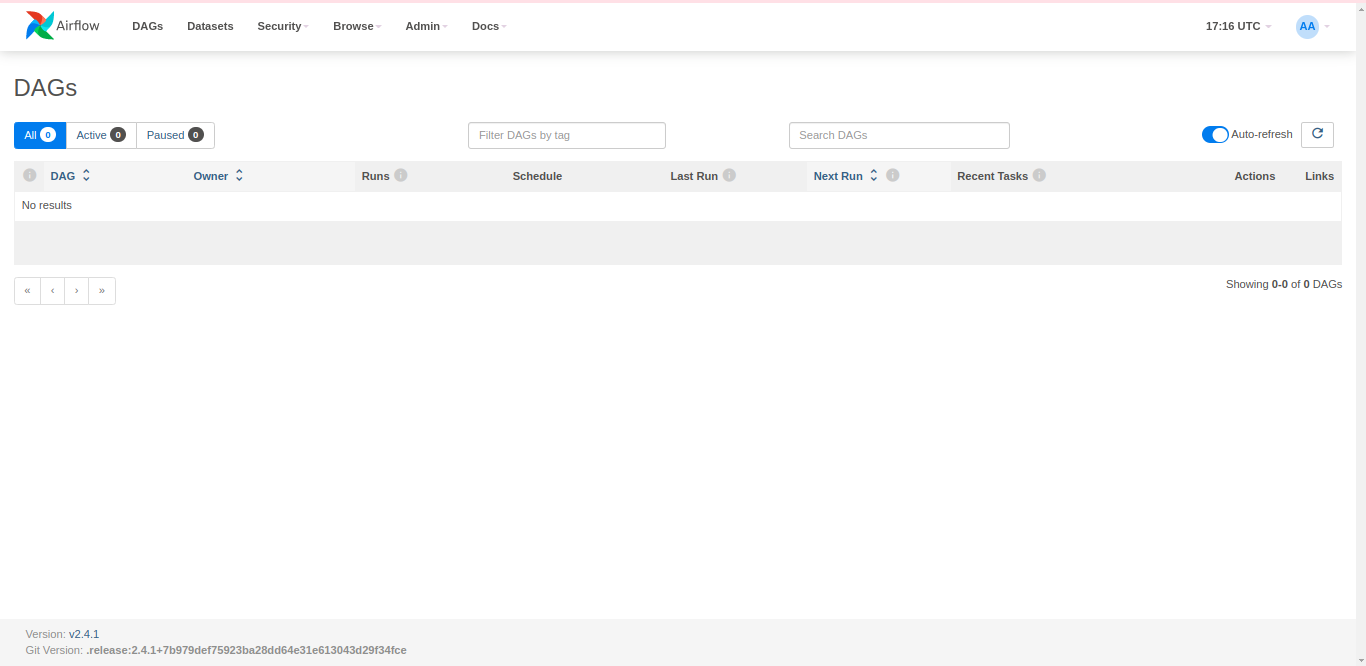 Airflow DAGs Datasets Security Browse Admin Docs 17:16 UTC AA
DAGs
All 0 Active 0 Paused 0 Filter DAGs by tag Search DAGs Auto-refresh
DAG Owner Runs Schedule Last Run Next Run Recent Tasks Actions Links
No results
« ‹ › » Showing 0-0 of 0 DAGs
Version: v2.4.1
Git Version: .release:2.4.1+7b979def75923ba28dd64e31e613043d29f34fce